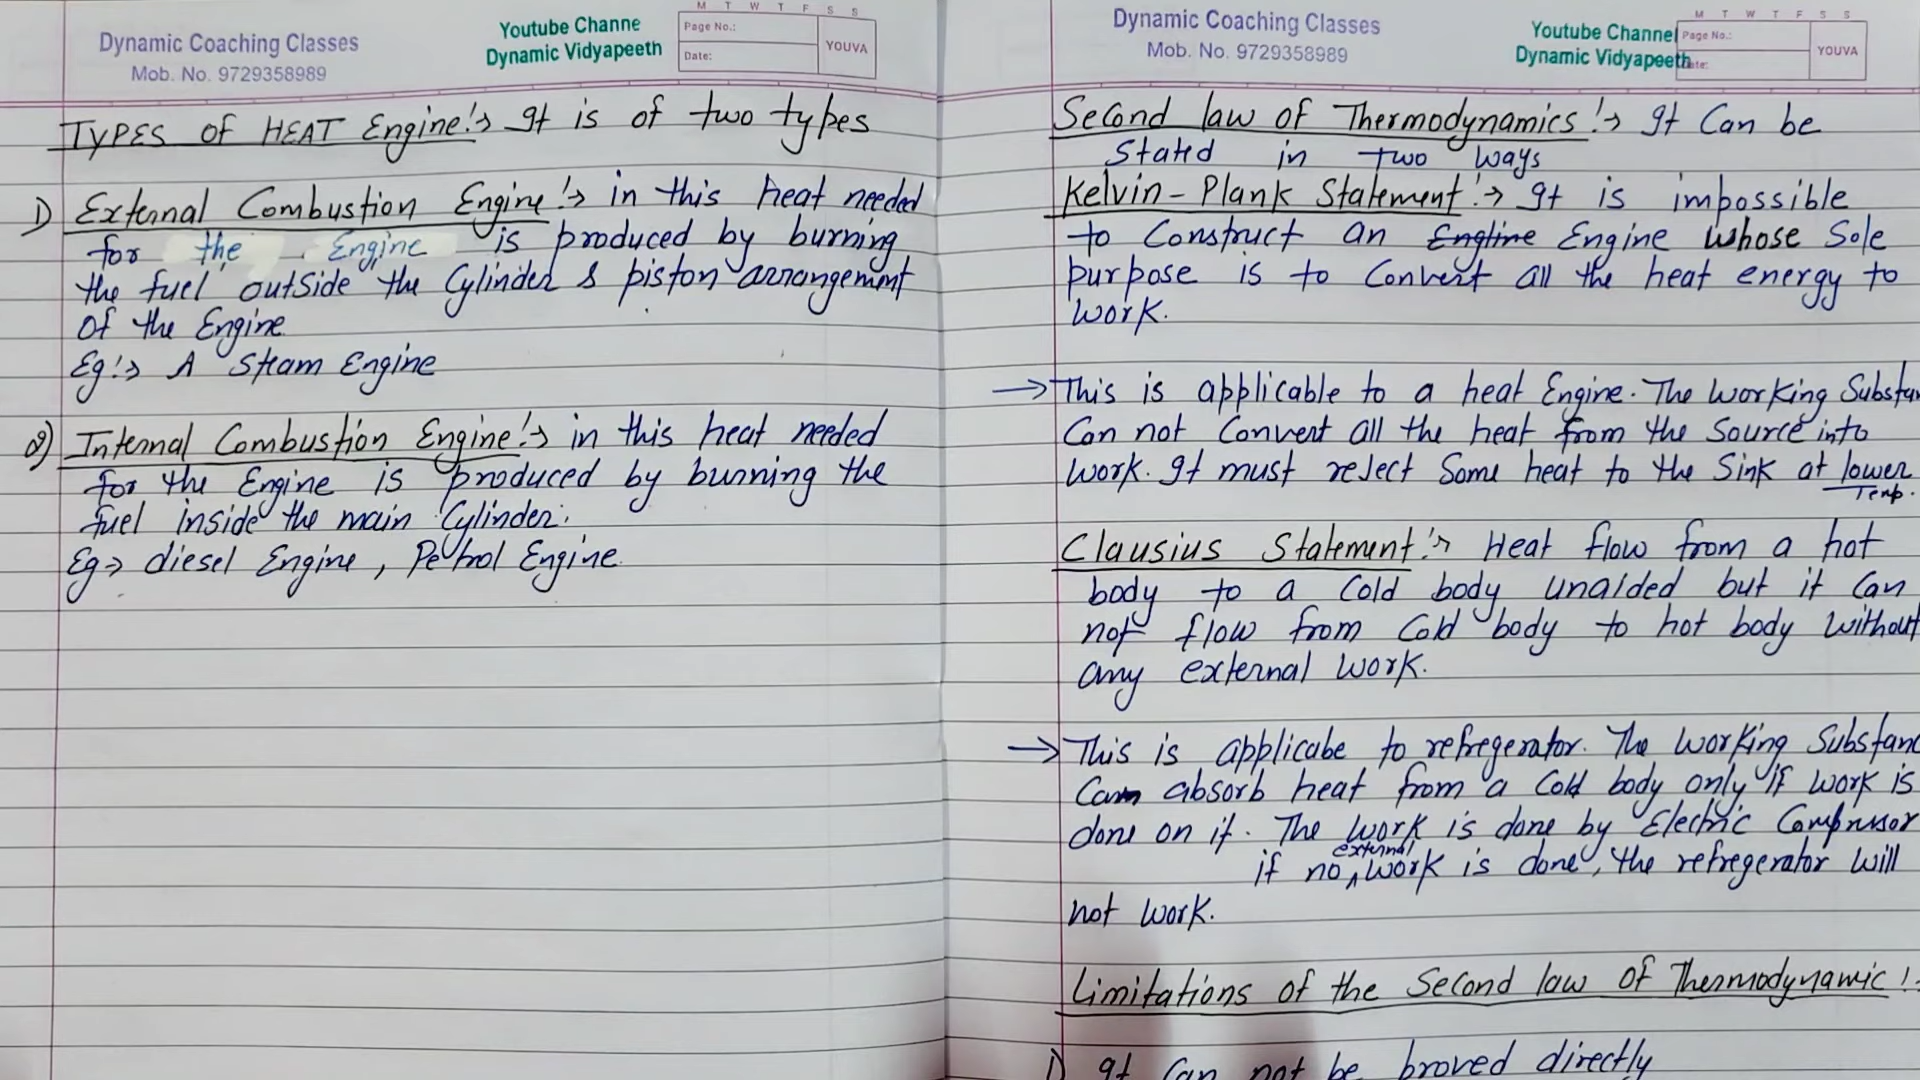 Dynamic Coaching Classes
Mob. No. 9729358989
Youtube Channe
Dynamic Vidyapeeth
M T W T F S S
Page No.:
Date:
YOUVA
TYPES OF HEAT Engine:→ It is of two types
1) External Combustion Engine:→ in this heat needed
for the Engine is produced by burning
the fuel outside the Cylinder & piston arrangement
of the Engine
Eg:→ A Steam Engine
2) Internal Combustion Engine:→ in this heat needed
for the Engine is produced by burning the
fuel inside the main Cylinder.
Eg→ diesel Engine, Petrol Engine
Dynamic Coaching Classes
Mob. No. 9729358989
Youtube Channel
Dynamic Vidyapeeth
M T W T F S S
Page No.:
ate:
YOUVA
Second law of Thermodynamics:→ It Can be
Stated in two ways
Kelvin-Plank Statement:→ It is impossible
to Construct an Engtine Engine whose Sole
purpose is to Convert all the heat energy to
work.
→ This is applicable to a heat Engine. The working Substan
Can not Convert all the heat from the Source into
work. It must reject Some heat to the Sink at lower
Temp.
Clausius Statement:→ Heat flow from a hot
body to a Cold body unaided but it Can
not flow from Cold body to hot body without
any external work.
→ This is applicabe to refregerator. The working Substanc
Can absorb heat from a Cold body only if work is
done on it. The work is done by Electric Compressor
if no external work is done, the refregerator will
not work.
Limitations of the Second law of Thermodynamic:-
1) It Can not be proved directly